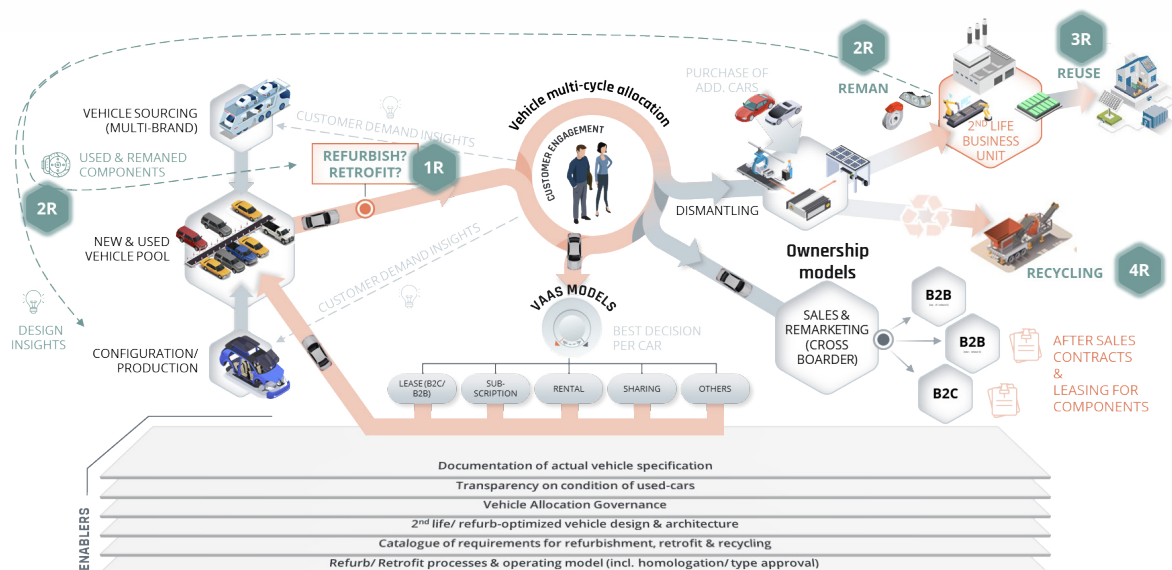 2R
REMAN
3R
REUSE
PURCHASE OF
ADD. CARS
2ND LIFE
BUSINESS
UNIT
VEHICLE SOURCING
(MULTI-BRAND)
CUSTOMER DEMAND INSIGHTS
Vehicle multi-cycle allocation
CUSTOMER ENGAGEMENT
USED & REMANED
COMPONENTS
REFURBISH?
RETROFIT?
1R
2R
DISMANTLING
NEW & USED
VEHICLE POOL
CUSTOMER DEMAND INSIGHTS
Ownership
models
RECYCLING
4R
DESIGN
INSIGHTS
CONFIGURATION/
PRODUCTION
VAAS MODELS
BEST DECISION
PER CAR
SALES &
REMARKETING
(CROSS
BOARDER)
B2B
B2B
B2C
AFTER SALES
CONTRACTS
&
LEASING FOR
COMPONENTS
LEASE (B2C/
B2B)
SUB-
SCRIPTION
RENTAL
SHARING
OTHERS
ENABLERS
Documentation of actual vehicle specification
Transparency on condition of used-cars
Vehicle Allocation Governance
2nd life/ refurb-optimized vehicle design & architecture
Catalogue of requirements for refurbishment, retrofit & recycling
Refurb/ Retrofit processes & operating model (incl. homologation/ type approval)